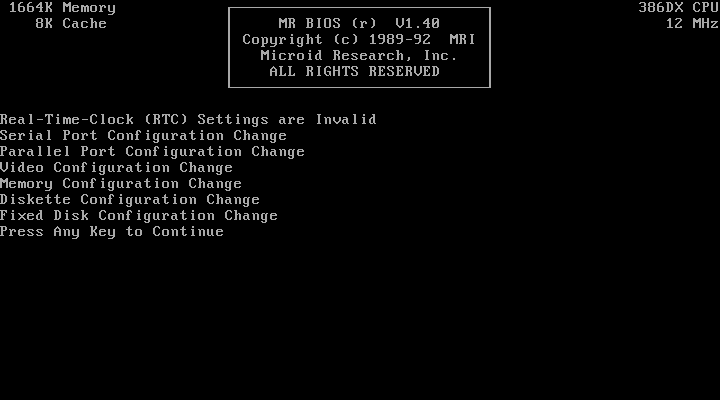 1664K Memory
8K Cache
MR BIOS (r)  V1.40
Copyright (c) 1989-92  MRI
Microid Research, Inc.
ALL RIGHTS RESERVED
386DX CPU
12 MHz
Real-Time-Clock (RTC) Settings are Invalid
Serial Port Configuration Change
Parallel Port Configuration Change
Video Configuration Change
Memory Configuration Change
Diskette Configuration Change
Fixed Disk Configuration Change
Press Any Key to Continue